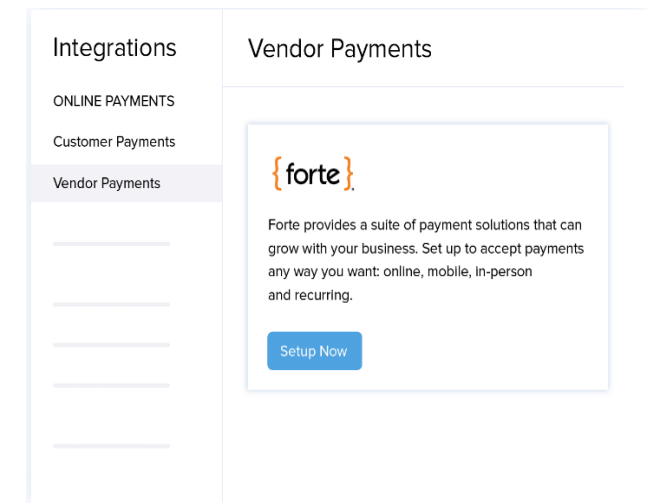 Integrations
ONLINE PAYMENTS
Customer Payments
Vendor Payments
Vendor Payments
{forte}
Forte provides a suite of payment solutions that can
grow with your business. Set up to accept payments
any way you want: online, mobile, in-person
and recurring.
Setup Now